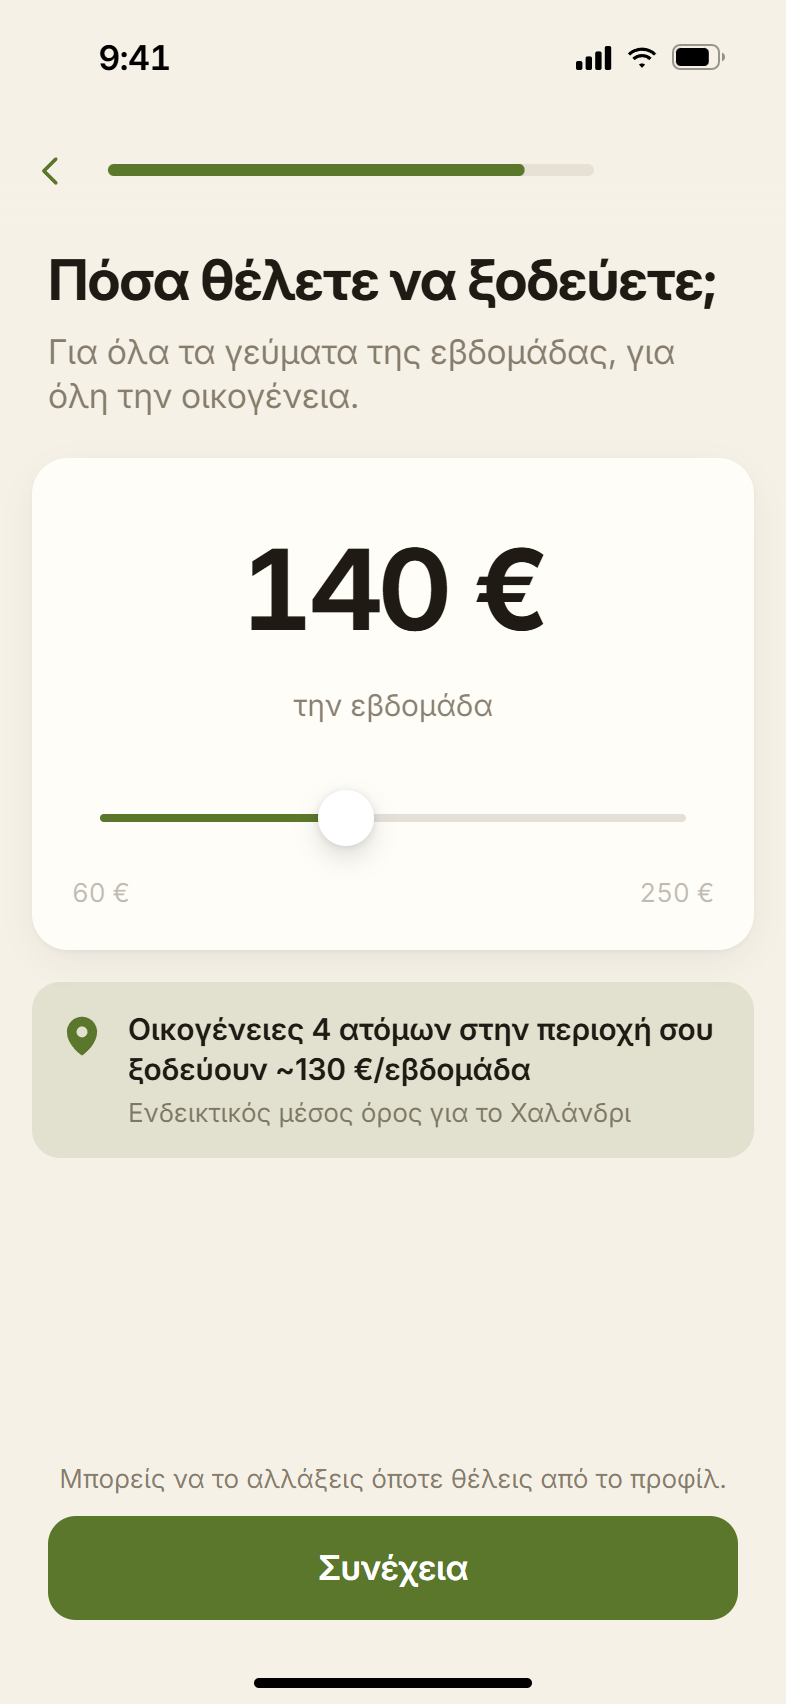 9:41
Πόσα θέλετε να ξοδεύετε;
Για όλα τα γεύματα της εβδομάδας, για
όλη την οικογένεια.
140 €
την εβδομάδα
60 €
250 €
Οικογένειες 4 ατόμων στην περιοχή σου
ξοδεύουν ~130 €/εβδομάδα
Ενδεικτικός μέσος όρος για το Χαλάνδρι
Μπορείς να το αλλάξεις όποτε θέλεις από το προφίλ.
Συνέχεια